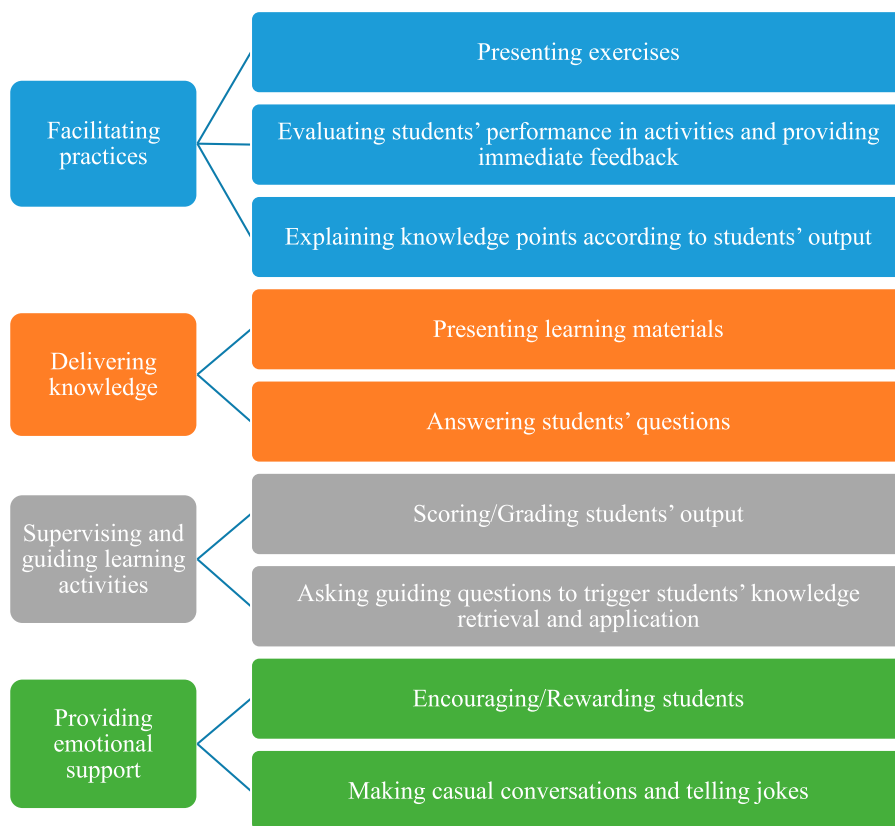 Facilitating
practices
Presenting exercises
Evaluating students’ performance in activities and providing
immediate feedback
Explaining knowledge points according to students’ output
Delivering
knowledge
Presenting learning materials
Answering students’ questions
Supervising and
guiding learning
activities
Scoring/Grading students’ output
Asking guiding questions to trigger students’ knowledge
retrieval and application
Providing
emotional
support
Encouraging/Rewarding students
Making casual conversations and telling jokes